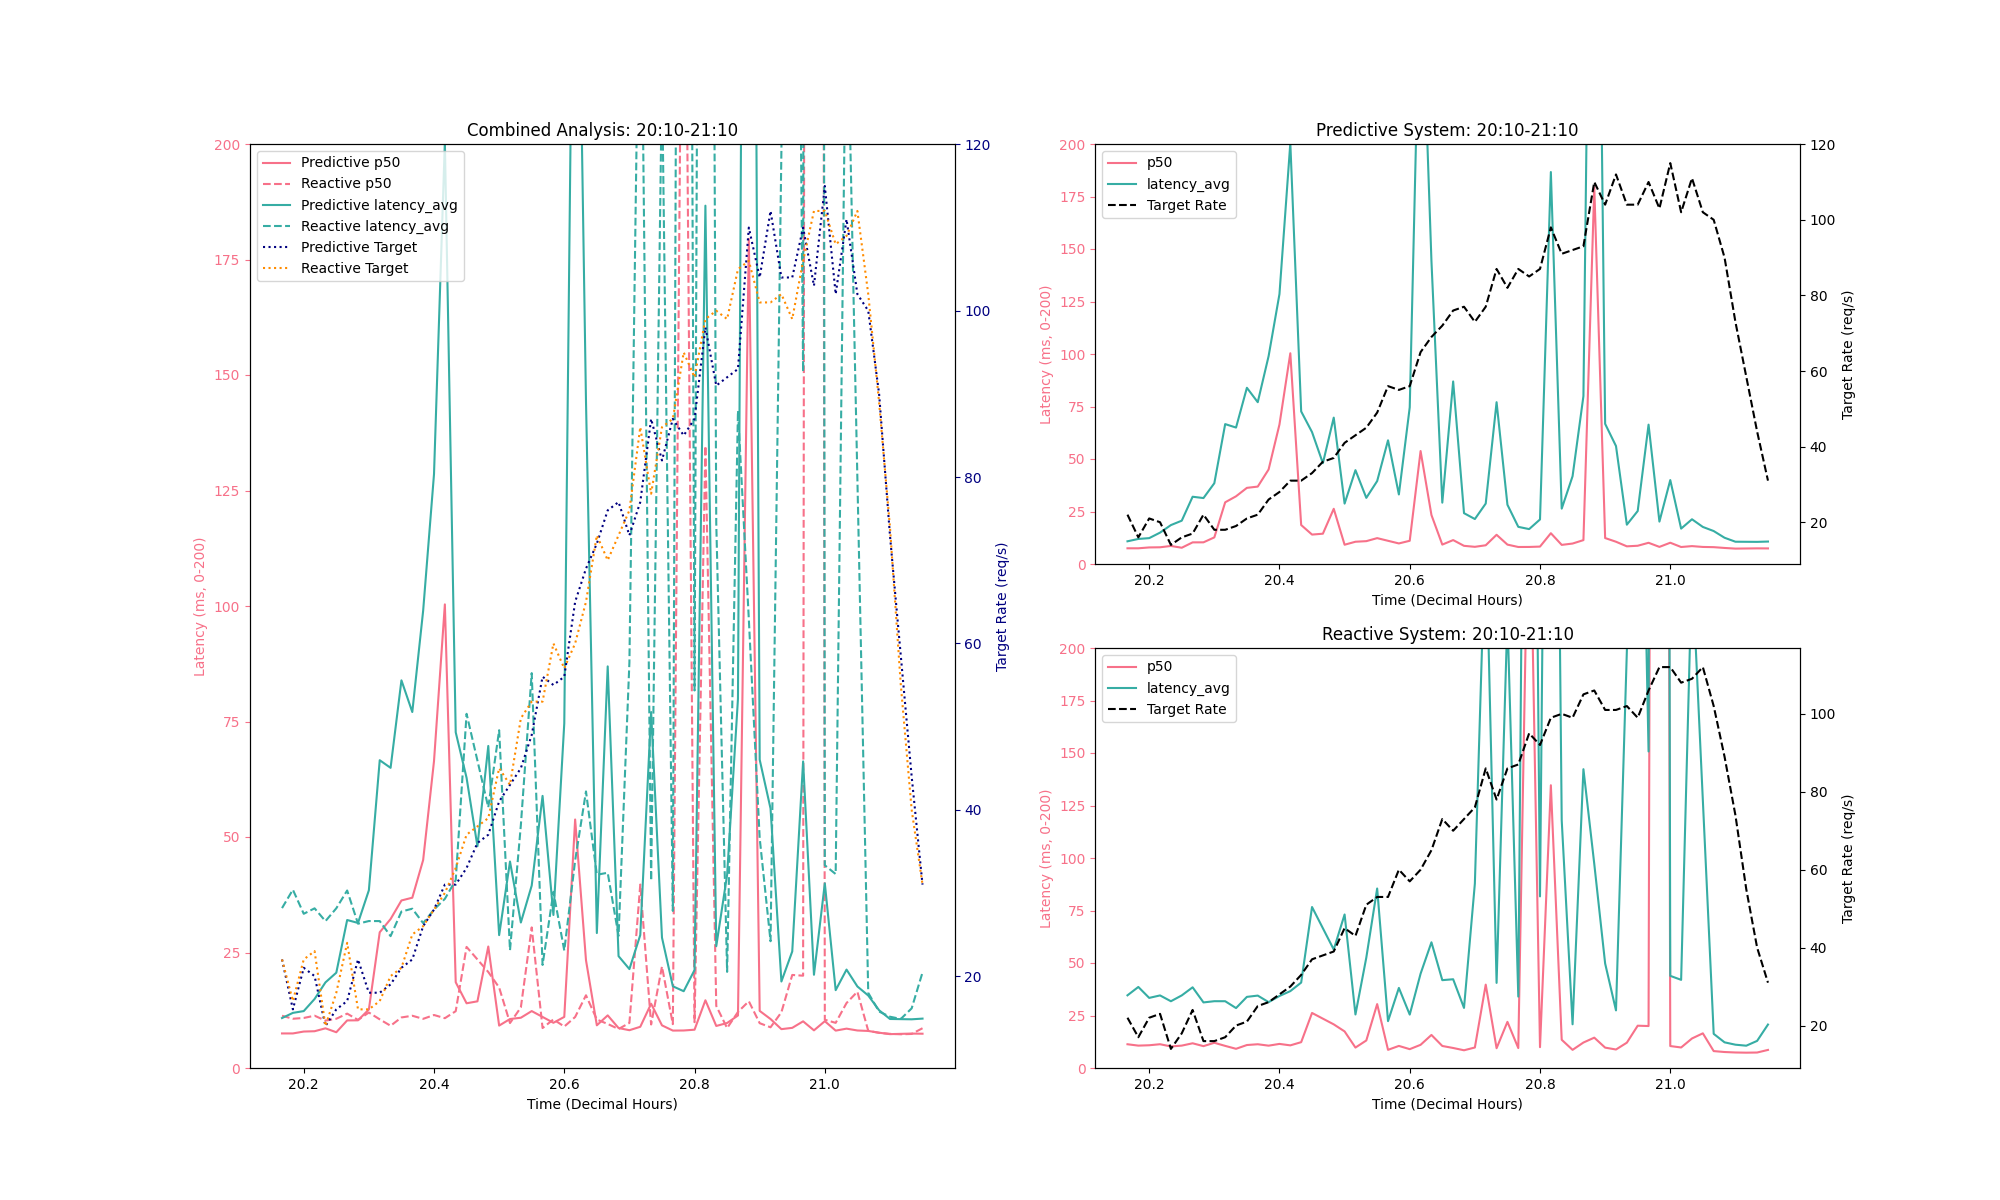 Combined Analysis: 20:10-21:10
200
175
150
125
100
75
50
25
0
Latency (ms, 0-200)
Predictive p50
Reactive p50
Predictive latency_avg
Reactive latency_avg
Predictive Target
Reactive Target
120
100
80
60
40
20
Target Rate (req/s)
20.2 20.4 20.6 20.8 21.0
Time (Decimal Hours)
Predictive System: 20:10-21:10
200
175
150
125
100
75
50
25
0
Latency (ms, 0-200)
p50
latency_avg
Target Rate
120
100
80
60
40
20
Target Rate (req/s)
20.2 20.4 20.6 20.8 21.0
Time (Decimal Hours)
Reactive System: 20:10-21:10
200
175
150
125
100
75
50
25
0
Latency (ms, 0-200)
p50
latency_avg
Target Rate
100
80
60
40
20
Target Rate (req/s)
20.2 20.4 20.6 20.8 21.0
Time (Decimal Hours)